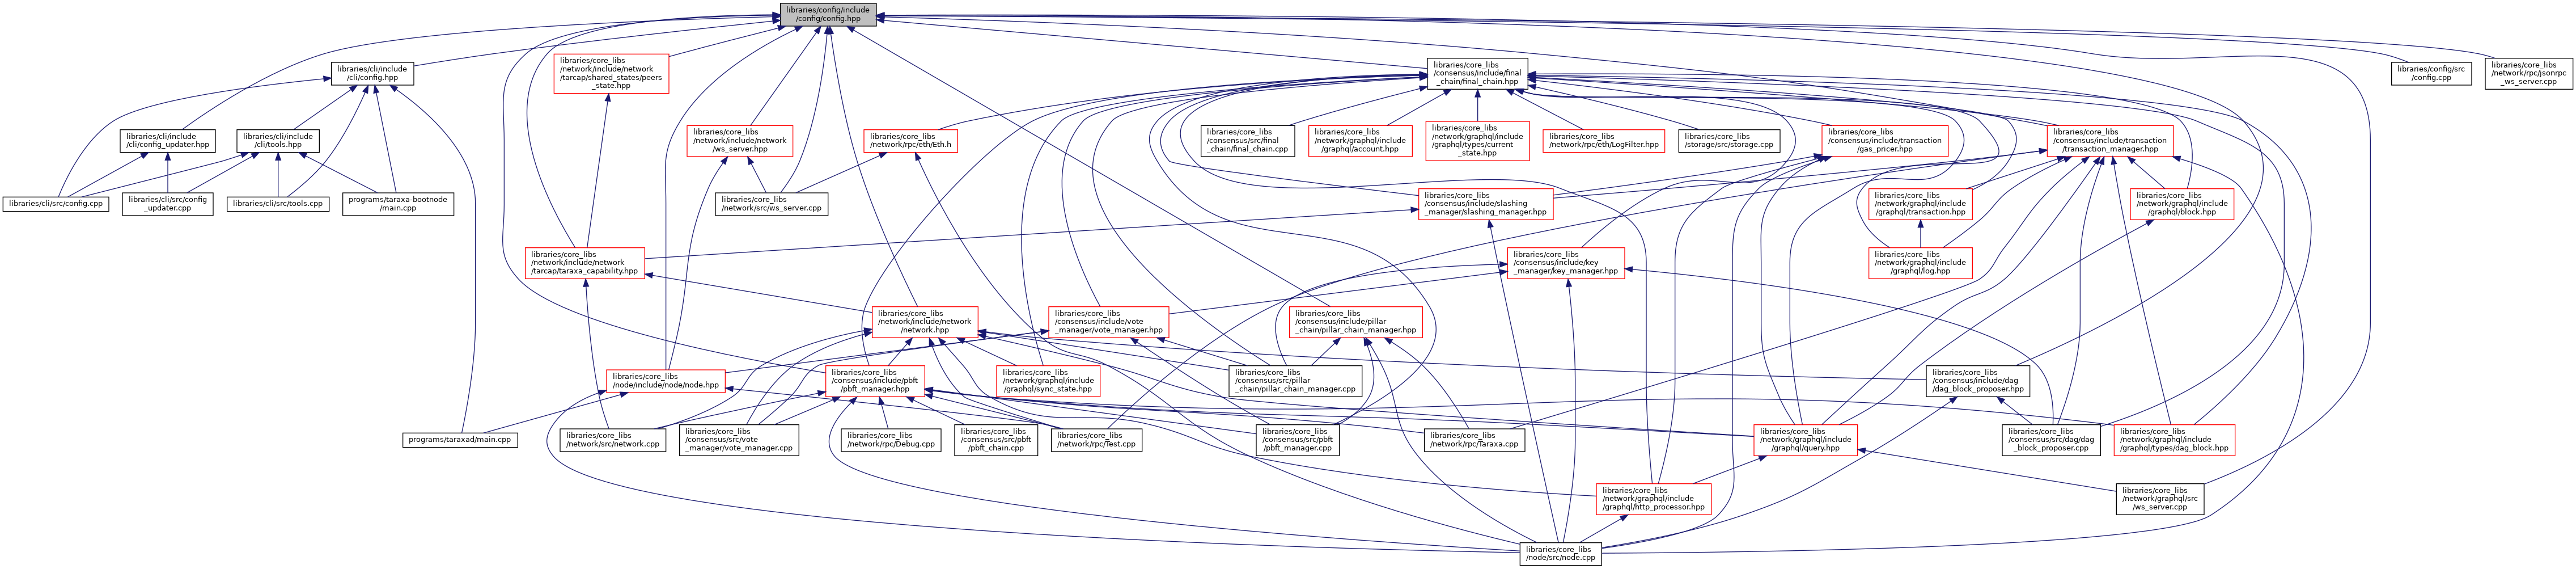 libraries/config/include
/config/config.hpp
libraries/cli/include
/cli/config.hpp
libraries/core_libs
/network/include/network
/tarcap/shared_states/peers
_state.hpp
libraries/core_libs
/consensus/include/final
_chain/final_chain.hpp
libraries/config/src
/config.cpp
libraries/core_libs
/network/rpc/jsonrpc
_ws_server.cpp
libraries/cli/include
/cli/config_updater.hpp
libraries/cli/include
/cli/tools.hpp
libraries/core_libs
/network/include/network
/ws_server.hpp
libraries/core_libs
/network/rpc/eth/Eth.h
libraries/core_libs
/consensus/src/final
_chain/final_chain.cpp
libraries/core_libs
/network/graphql/include
/graphql/account.hpp
libraries/core_libs
/network/graphql/include
/graphql/types/current
_state.hpp
libraries/core_libs
/network/rpc/eth/LogFilter.hpp
libraries/core_libs
/storage/src/storage.cpp
libraries/core_libs
/consensus/include/transaction
/gas_pricer.hpp
libraries/core_libs
/consensus/include/transaction
/transaction_manager.hpp
libraries/cli/src/config.cpp
libraries/cli/src/config
_updater.cpp
libraries/cli/src/tools.cpp
programs/taraxa-bootnode
/main.cpp
libraries/core_libs
/network/src/ws_server.cpp
libraries/core_libs
/consensus/include/slashing
_manager/slashing_manager.hpp
libraries/core_libs
/network/graphql/include
/graphql/transaction.hpp
libraries/core_libs
/network/graphql/include
/graphql/block.hpp
libraries/core_libs
/network/include/network
/tarcap/taraxa_capability.hpp
libraries/core_libs
/consensus/include/key
_manager/key_manager.hpp
libraries/core_libs
/network/graphql/include
/graphql/log.hpp
libraries/core_libs
/network/include/network
/network.hpp
libraries/core_libs
/consensus/include/vote
_manager/vote_manager.hpp
libraries/core_libs
/consensus/include/pillar
_chain/pillar_chain_manager.hpp
libraries/core_libs
/node/include/node/node.hpp
libraries/core_libs
/consensus/include/pbft
/pbft_manager.hpp
libraries/core_libs
/network/graphql/include
/graphql/sync_state.hpp
libraries/core_libs
/consensus/src/pillar
_chain/pillar_chain_manager.cpp
libraries/core_libs
/consensus/include/dag
/dag_block_proposer.hpp
programs/taraxad/main.cpp
libraries/core_libs
/network/src/network.cpp
libraries/core_libs
/consensus/src/vote
_manager/vote_manager.cpp
libraries/core_libs
/network/rpc/Debug.cpp
libraries/core_libs
/consensus/src/pbft
/pbft_chain.cpp
libraries/core_libs
/network/rpc/Test.cpp
libraries/core_libs
/consensus/src/pbft
/pbft_manager.cpp
libraries/core_libs
/network/rpc/Taraxa.cpp
libraries/core_libs
/network/graphql/include
/graphql/query.hpp
libraries/core_libs
/consensus/src/dag/dag
_block_proposer.cpp
libraries/core_libs
/network/graphql/include
/graphql/types/dag_block.hpp
libraries/core_libs
/network/graphql/include
/graphql/http_processor.hpp
libraries/core_libs
/network/graphql/src
/ws_server.cpp
libraries/core_libs
/node/src/node.cpp